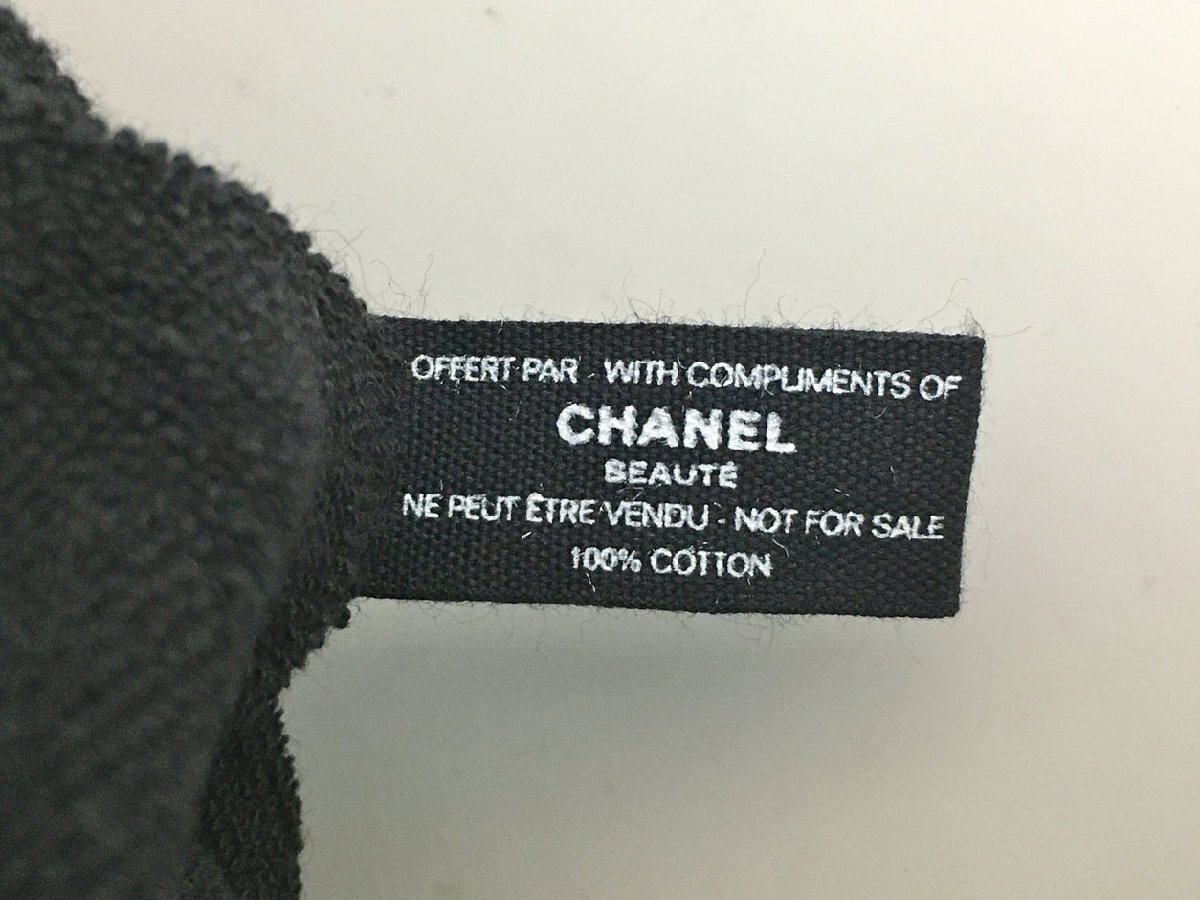 OFFERT PAR - WITH COMPLIMENTS OF
CHANEL
BEAUTÉ
NE PEUT ÊTRE VENDU - NOT FOR SALE
100% COTTON